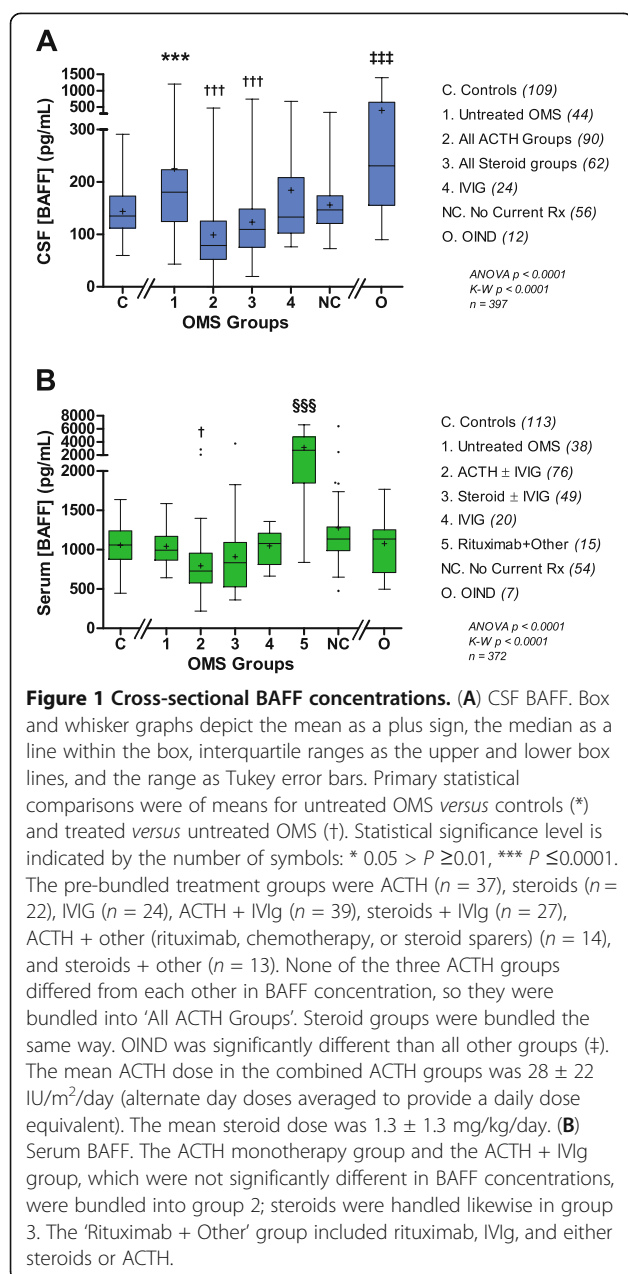 A
***
†††
†††
‡‡‡
1500
1000
500
300
200
100
0
CSF [BAFF] (pg/mL)
C
1
2
3
4
NC
O
OMS Groups
C. Controls (109)
1. Untreated OMS (44)
2. All ACTH Groups (90)
3. All Steroid groups (62)
4. IVIG (24)
NC. No Current Rx (56)
O. OIND (12)
ANOVA p < 0.0001
K-W p < 0.0001
n = 397
B
†
§§§
8000
6000
4000
2000
1500
1000
500
0
Serum [BAFF] (pg/mL)
C
1
2
3
4
5
NC
O
OMS Groups
C. Controls (113)
1. Untreated OMS (38)
2. ACTH ± IVIG (76)
3. Steroid ± IVIG (49)
4. IVIG (20)
5. Rituximab+Other (15)
NC. No Current Rx (54)
O. OIND (7)
ANOVA p < 0.0001
K-W p < 0.0001
n = 372
Figure 1 Cross-sectional BAFF concentrations. (A) CSF BAFF. Box
and whisker graphs depict the mean as a plus sign, the median as a
line within the box, interquartile ranges as the upper and lower box
lines, and the range as Tukey error bars. Primary statistical
comparisons were of means for untreated OMS versus controls (*)
and treated versus untreated OMS (†). Statistical significance level is
indicated by the number of symbols: * 0.05 > P ≥0.01, *** P ≤0.0001.
The pre-bundled treatment groups were ACTH (n = 37), steroids (n =
22), IVIG (n = 24), ACTH + IVIg (n = 39), steroids + IVIg (n = 27),
ACTH + other (rituximab, chemotherapy, or steroid sparers) (n = 14),
and steroids + other (n = 13). None of the three ACTH groups
differed from each other in BAFF concentration, so they were
bundled into ‘All ACTH Groups’. Steroid groups were bundled the
same way. OIND was significantly different than all other groups (‡).
The mean ACTH dose in the combined ACTH groups was 28 ± 22
IU/m²/day (alternate day doses averaged to provide a daily dose
equivalent). The mean steroid dose was 1.3 ± 1.3 mg/kg/day. (B)
Serum BAFF. The ACTH monotherapy group and the ACTH + IVIg
group, which were not significantly different in BAFF concentrations,
were bundled into group 2; steroids were handled likewise in group
3. The ‘Rituximab + Other’ group included rituximab, IVIg, and either
steroids or ACTH.